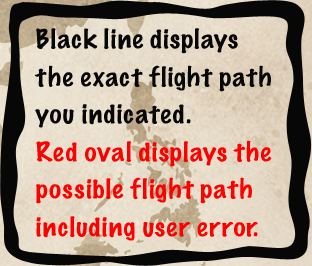 Black line displays
the exact flight path
you indicated.
Red oval displays the
possible flight path
including user error.